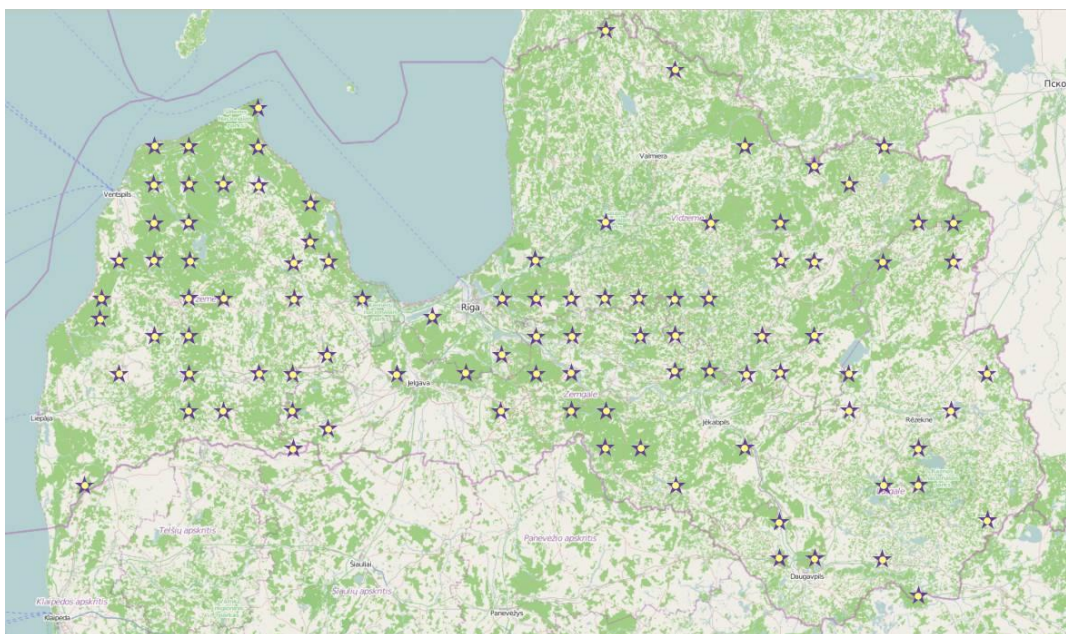 Пско
Valmiera
Ventspils
Vidzeme
Rīga
Jelgava
Zemgale
Liepāja
Jēkabpils
Rēzekne
Telšių apskritis
Panevėžio apskritis
Šiauliai
Daugavpils
Šiaulių apskritis
Klaipėdos apskritis
Panevėžys
Klaipėda